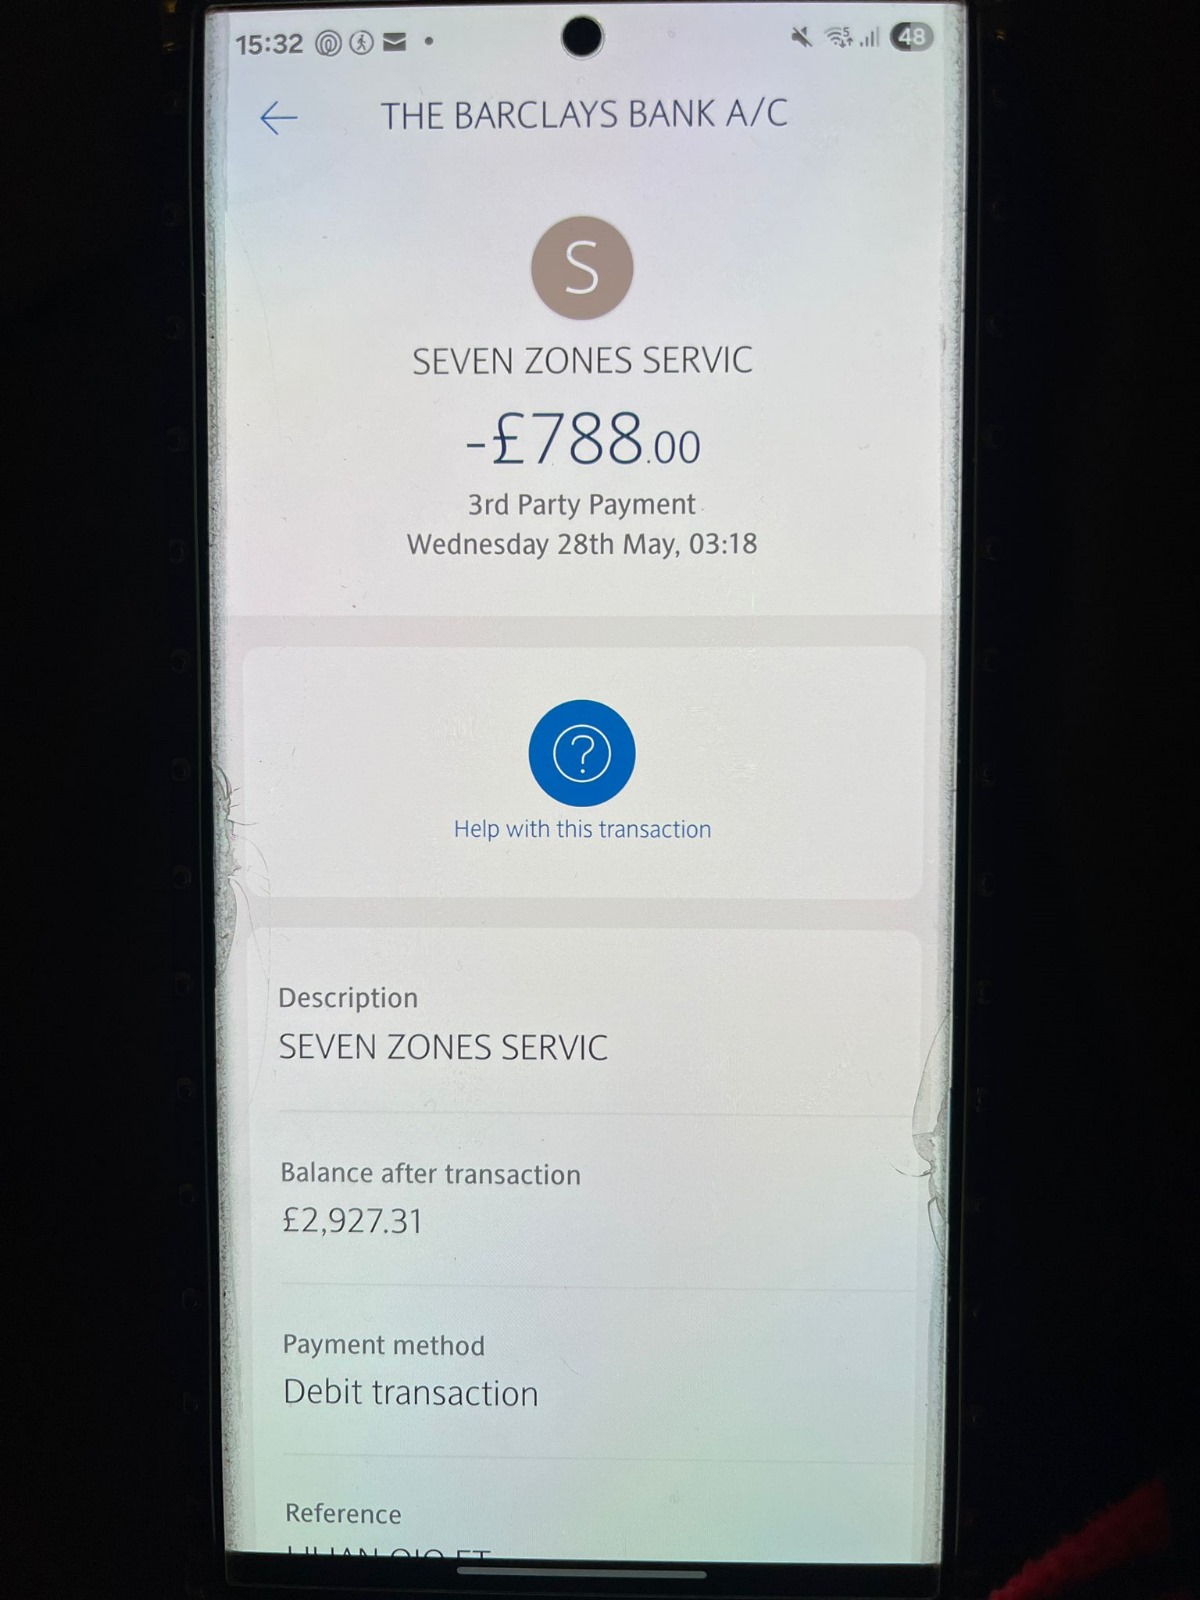 15:32
48
THE BARCLAYS BANK A/C
S
SEVEN ZONES SERVIC
-£788.00
3rd Party Payment
Wednesday 28th May, 03:18
?
Help with this transaction
Description
SEVEN ZONES SERVIC
Balance after transaction
£2,927.31
Payment method
Debit transaction
Reference